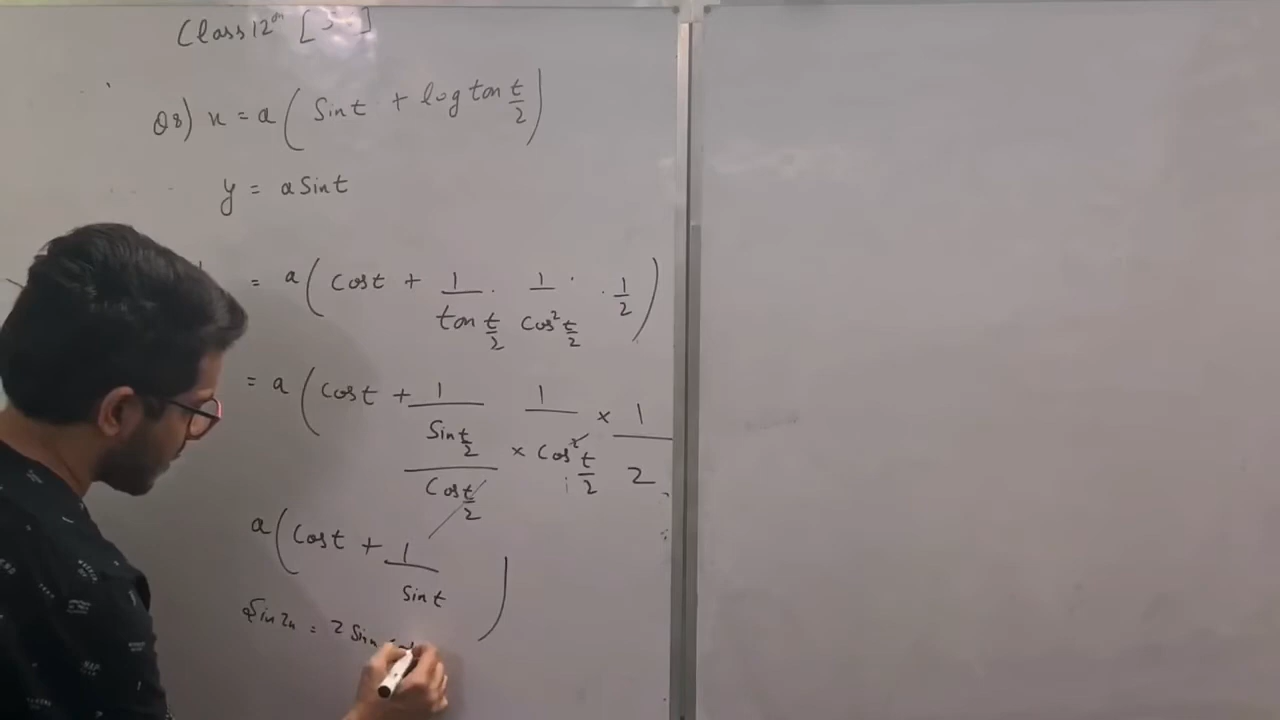 Class 12th [ ]
Q8) x = a ( Sin t + log tan t/2 )
y = a Sin t
= a ( Cos t + 1/tan t/2 . 1/Cos² t/2 . 1/2 )
= a ( Cos t + 1/(Sin t/2 / Cos t/2) × 1/Cos² t/2 × 1/2
a ( Cos t + 1/Sin t )
Sin 2x = 2 Sin x